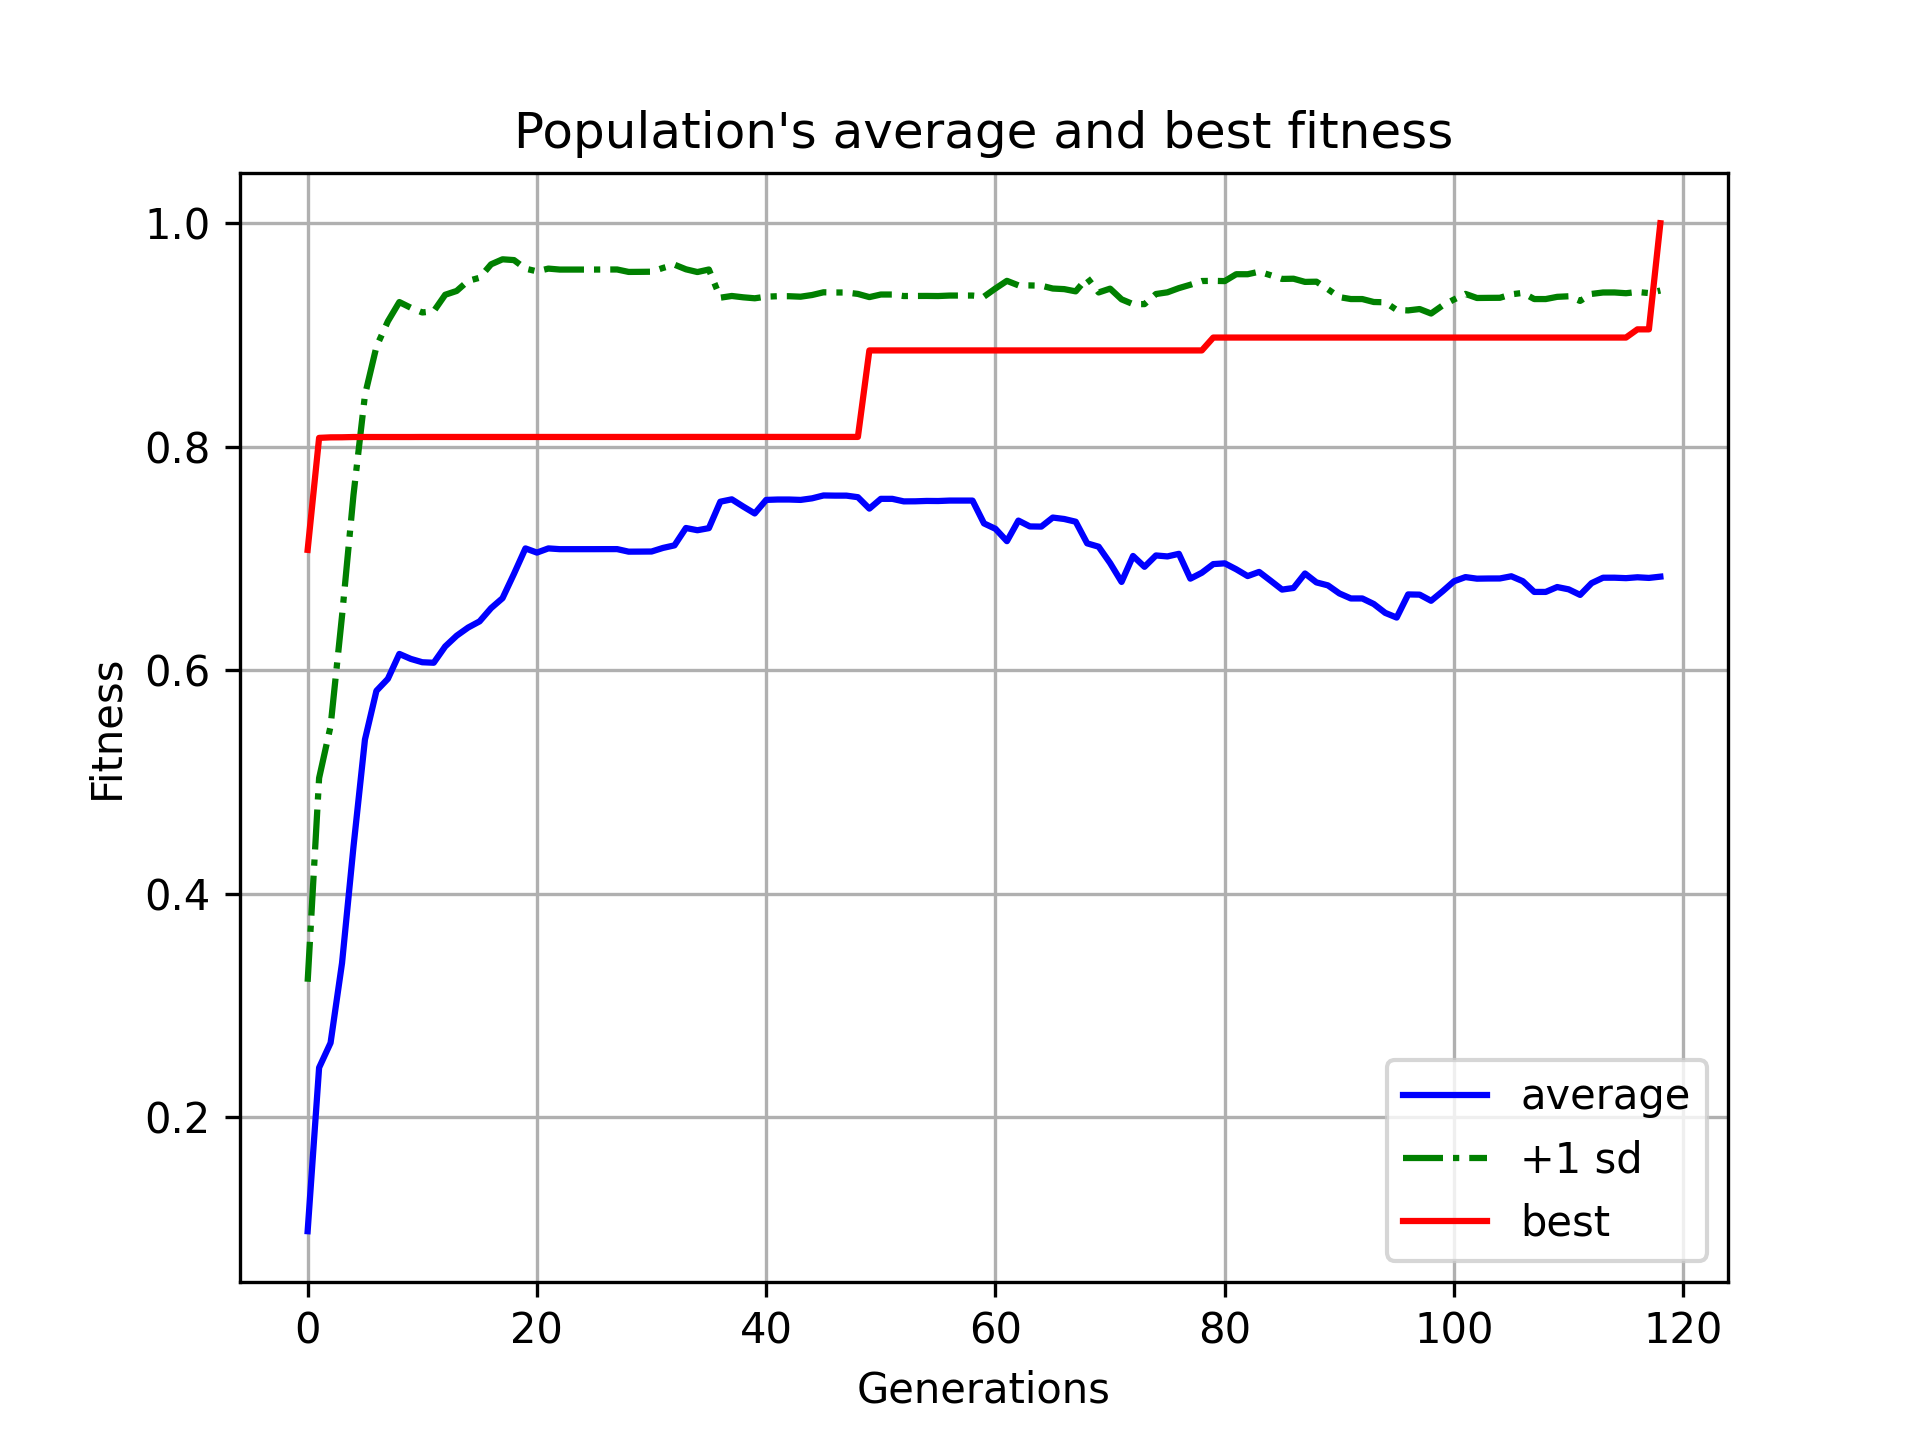 Population's average and best fitness
1.0
0.8
0.6
0.4
0.2
Fitness
average
+1 sd
best
0 20 40 60 80 100 120
Generations